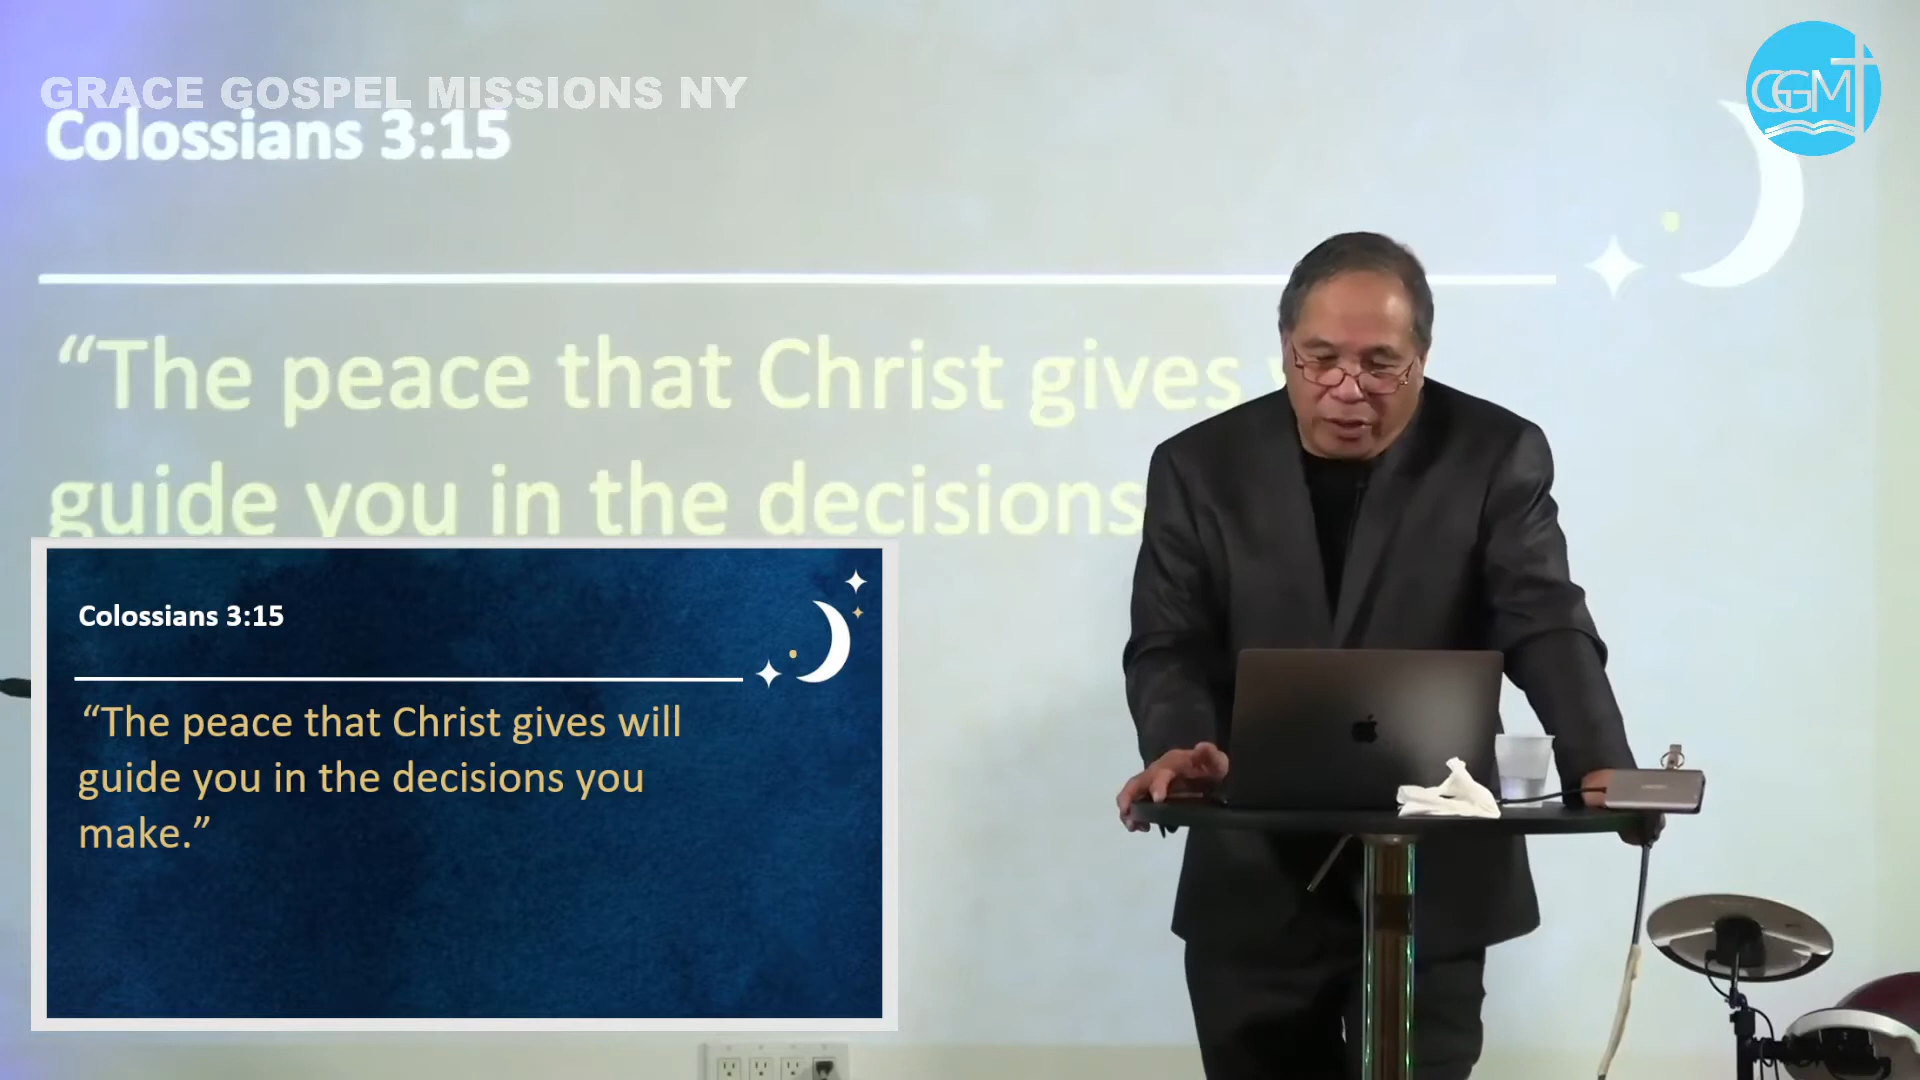 GRACE GOSPEL MISSIONS NY
GGM
Colossians 3:15
“The peace that Christ gives
guide you in the decisions
Colossians 3:15
“The peace that Christ gives will
guide you in the decisions you
make.”